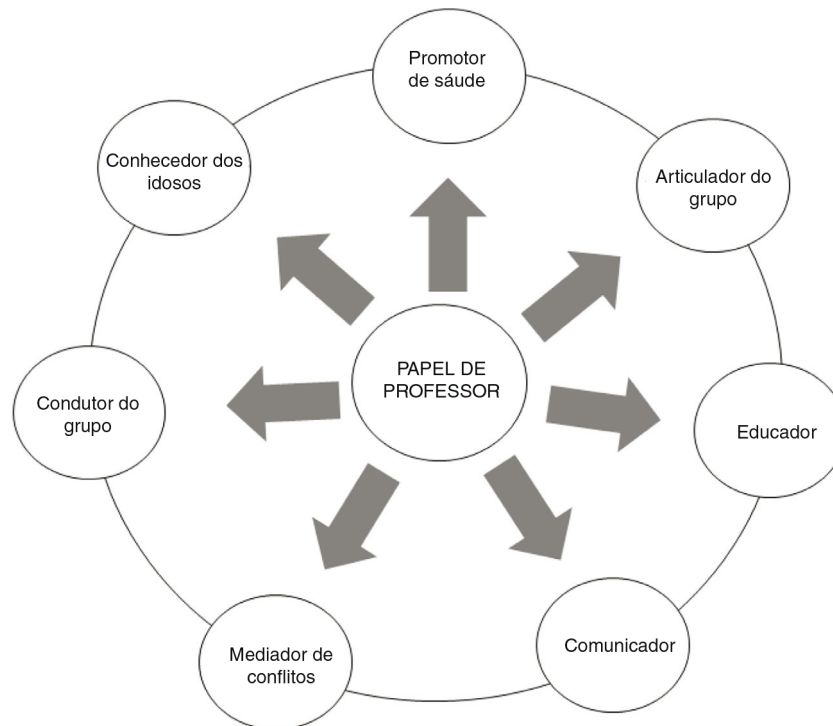 Promotor
de sáude
Conhecedor dos
idosos
Articulador do
grupo
PAPEL DE
PROFESSOR
Condutor do
grupo
Educador
Mediador de
conflitos
Comunicador